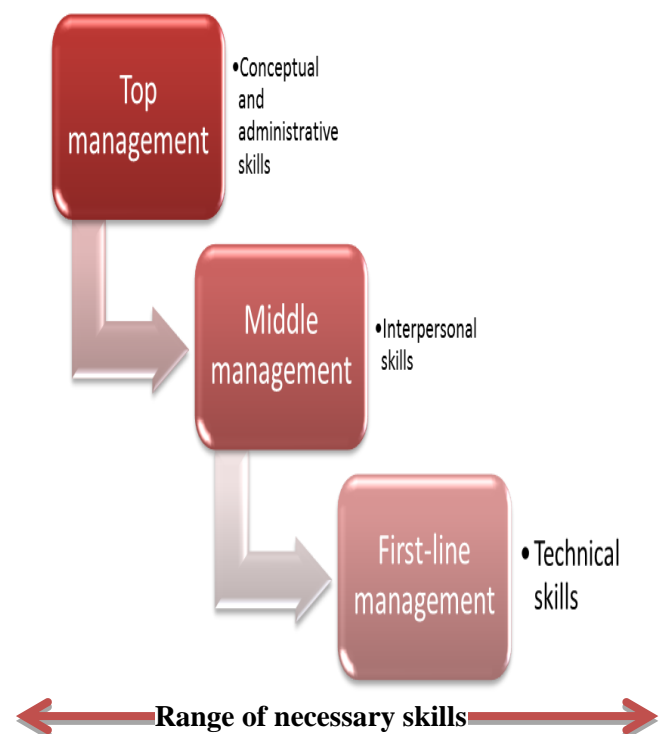 Top
management
•Conceptual
and
administrative
skills
Middle
management
•Interpersonal
skills
First-line
management
•Technical
skills
Range of necessary skills